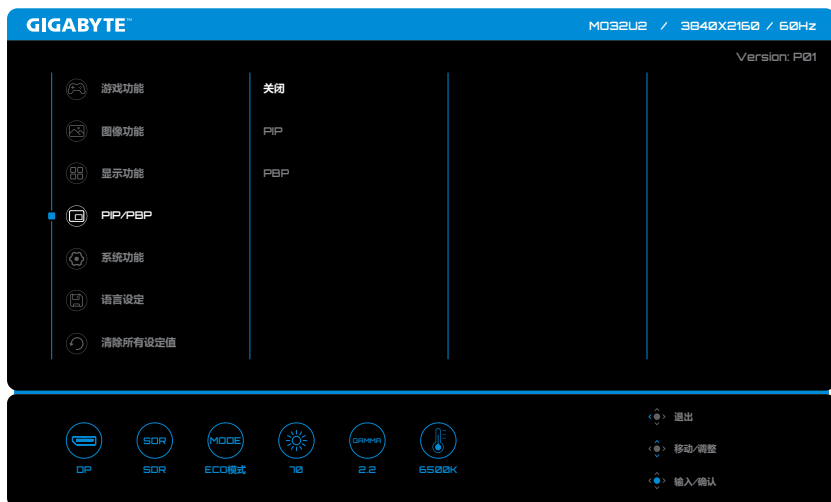 GIGABYTE™
MO32U2 / 3840X2160 / 60Hz
Version: P01
游戏功能
关闭
图像功能
PIP
显示功能
PBP
PIP/PBP
系统功能
语言设定
清除所有设定值
SDR
MODE
GAMMA
DP
SDR
ECO模式
70
2.2
6500K
退出
移动/调整
输入/确认